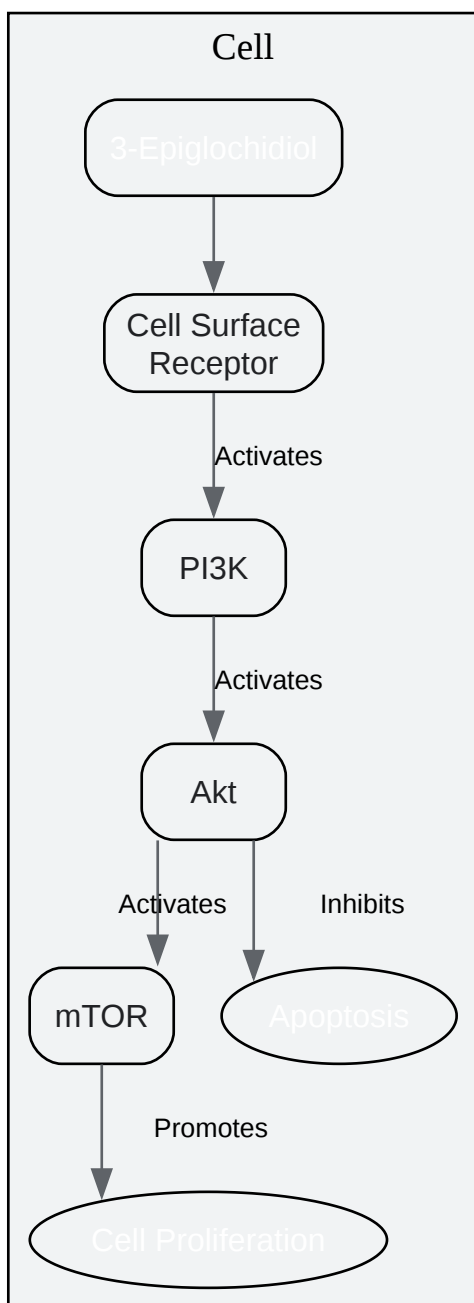 Cell
3-Epiglochidiol
Cell Surface
Receptor
Activates
PI3K
Activates
Akt
Activates
Inhibits
mTOR
Apoptosis
Promotes
Cell Proliferation